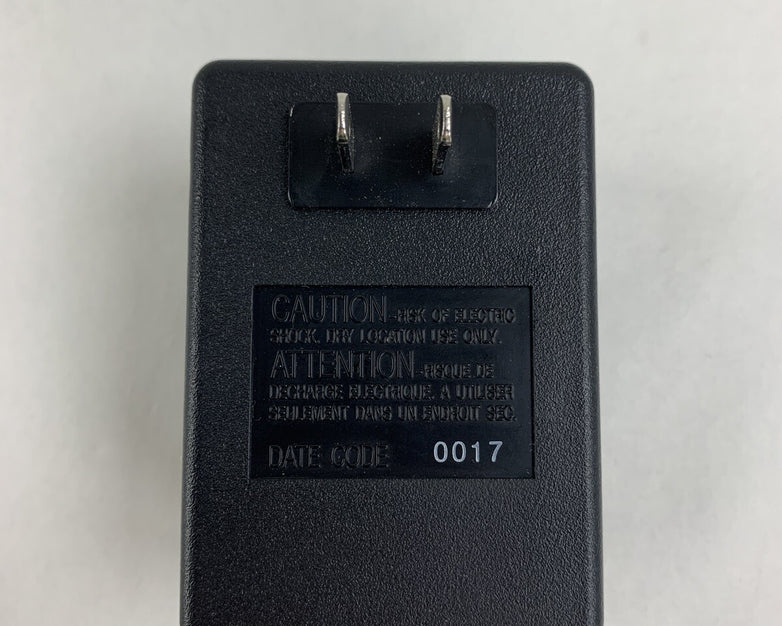 CAUTION-RISK OF ELECTRIC
SHOCK. DRY LOCATION USE ONLY.
ATTENTION-RISQUE DE
DECHARGE ELECTRIQUE. A UTILISER
SEULEMENT DANS UN ENDROIT SEC.
DATE CODE 0017